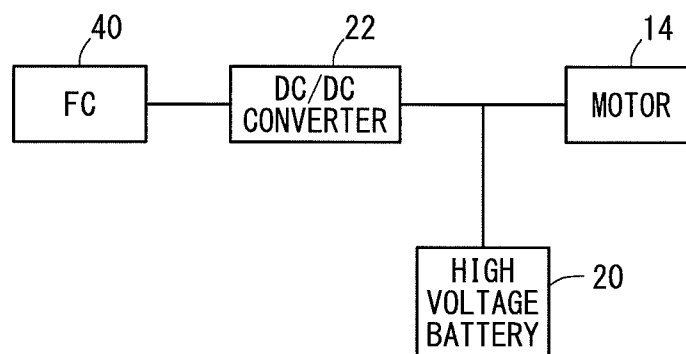 40
22
14
FC
DC/DC
CONVERTER
MOTOR
HIGH
VOLTAGE
BATTERY
20